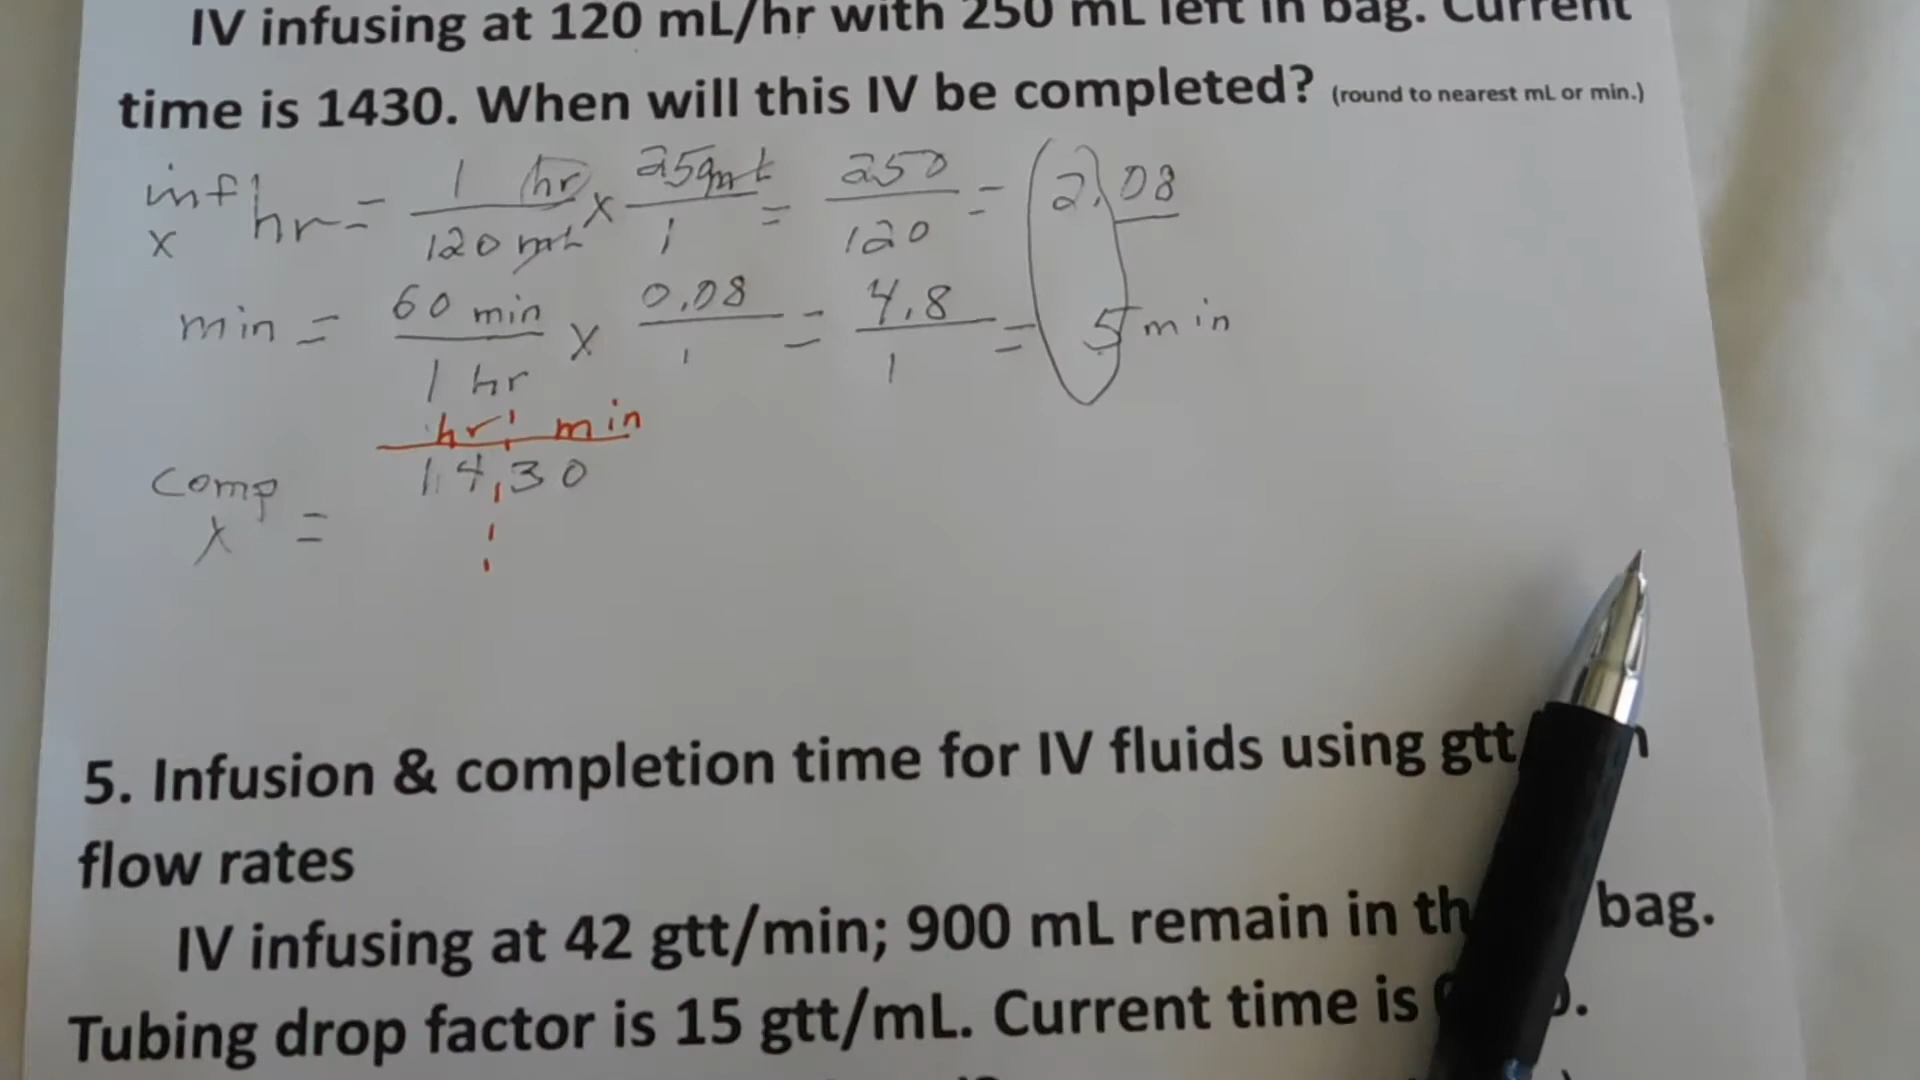 IV infusing at 120 mL/hr with 250 mL left in bag. Current
time is 1430. When will this IV be completed? (round to nearest mL or min.)
inf x hr = 1 hr / 120 mL x 250 mL / 1 = 250 / 120 = 2.08
min = 60 min / 1 hr x 0.08 / 1 = 4.8 / 1 = 5 min
hr min
Comp x = 14 30
5. Infusion & completion time for IV fluids using gtt
flow rates
IV infusing at 42 gtt/min; 900 mL remain in bag.
Tubing drop factor is 15 gtt/mL. Current time is